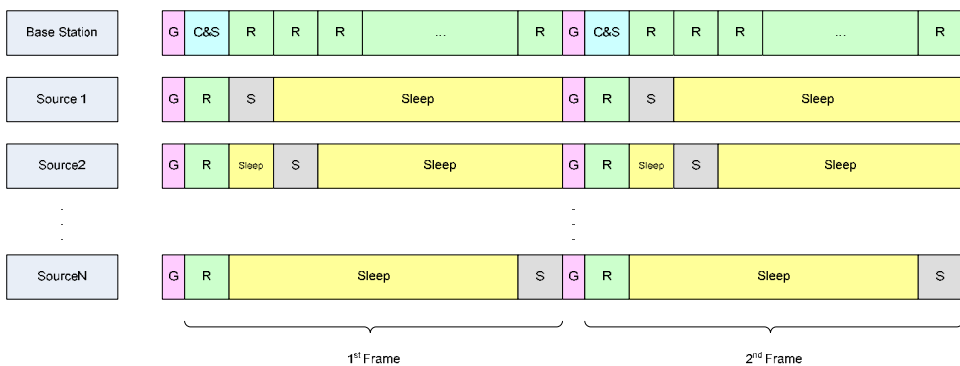 Base Station G C&S R R R ... R G C&S R R R ... R
Source 1 G R S Sleep G R S Sleep
Source2 G R Sleep S Sleep G R Sleep S Sleep
SourceN G R Sleep S G R Sleep S
1st Frame 2nd Frame